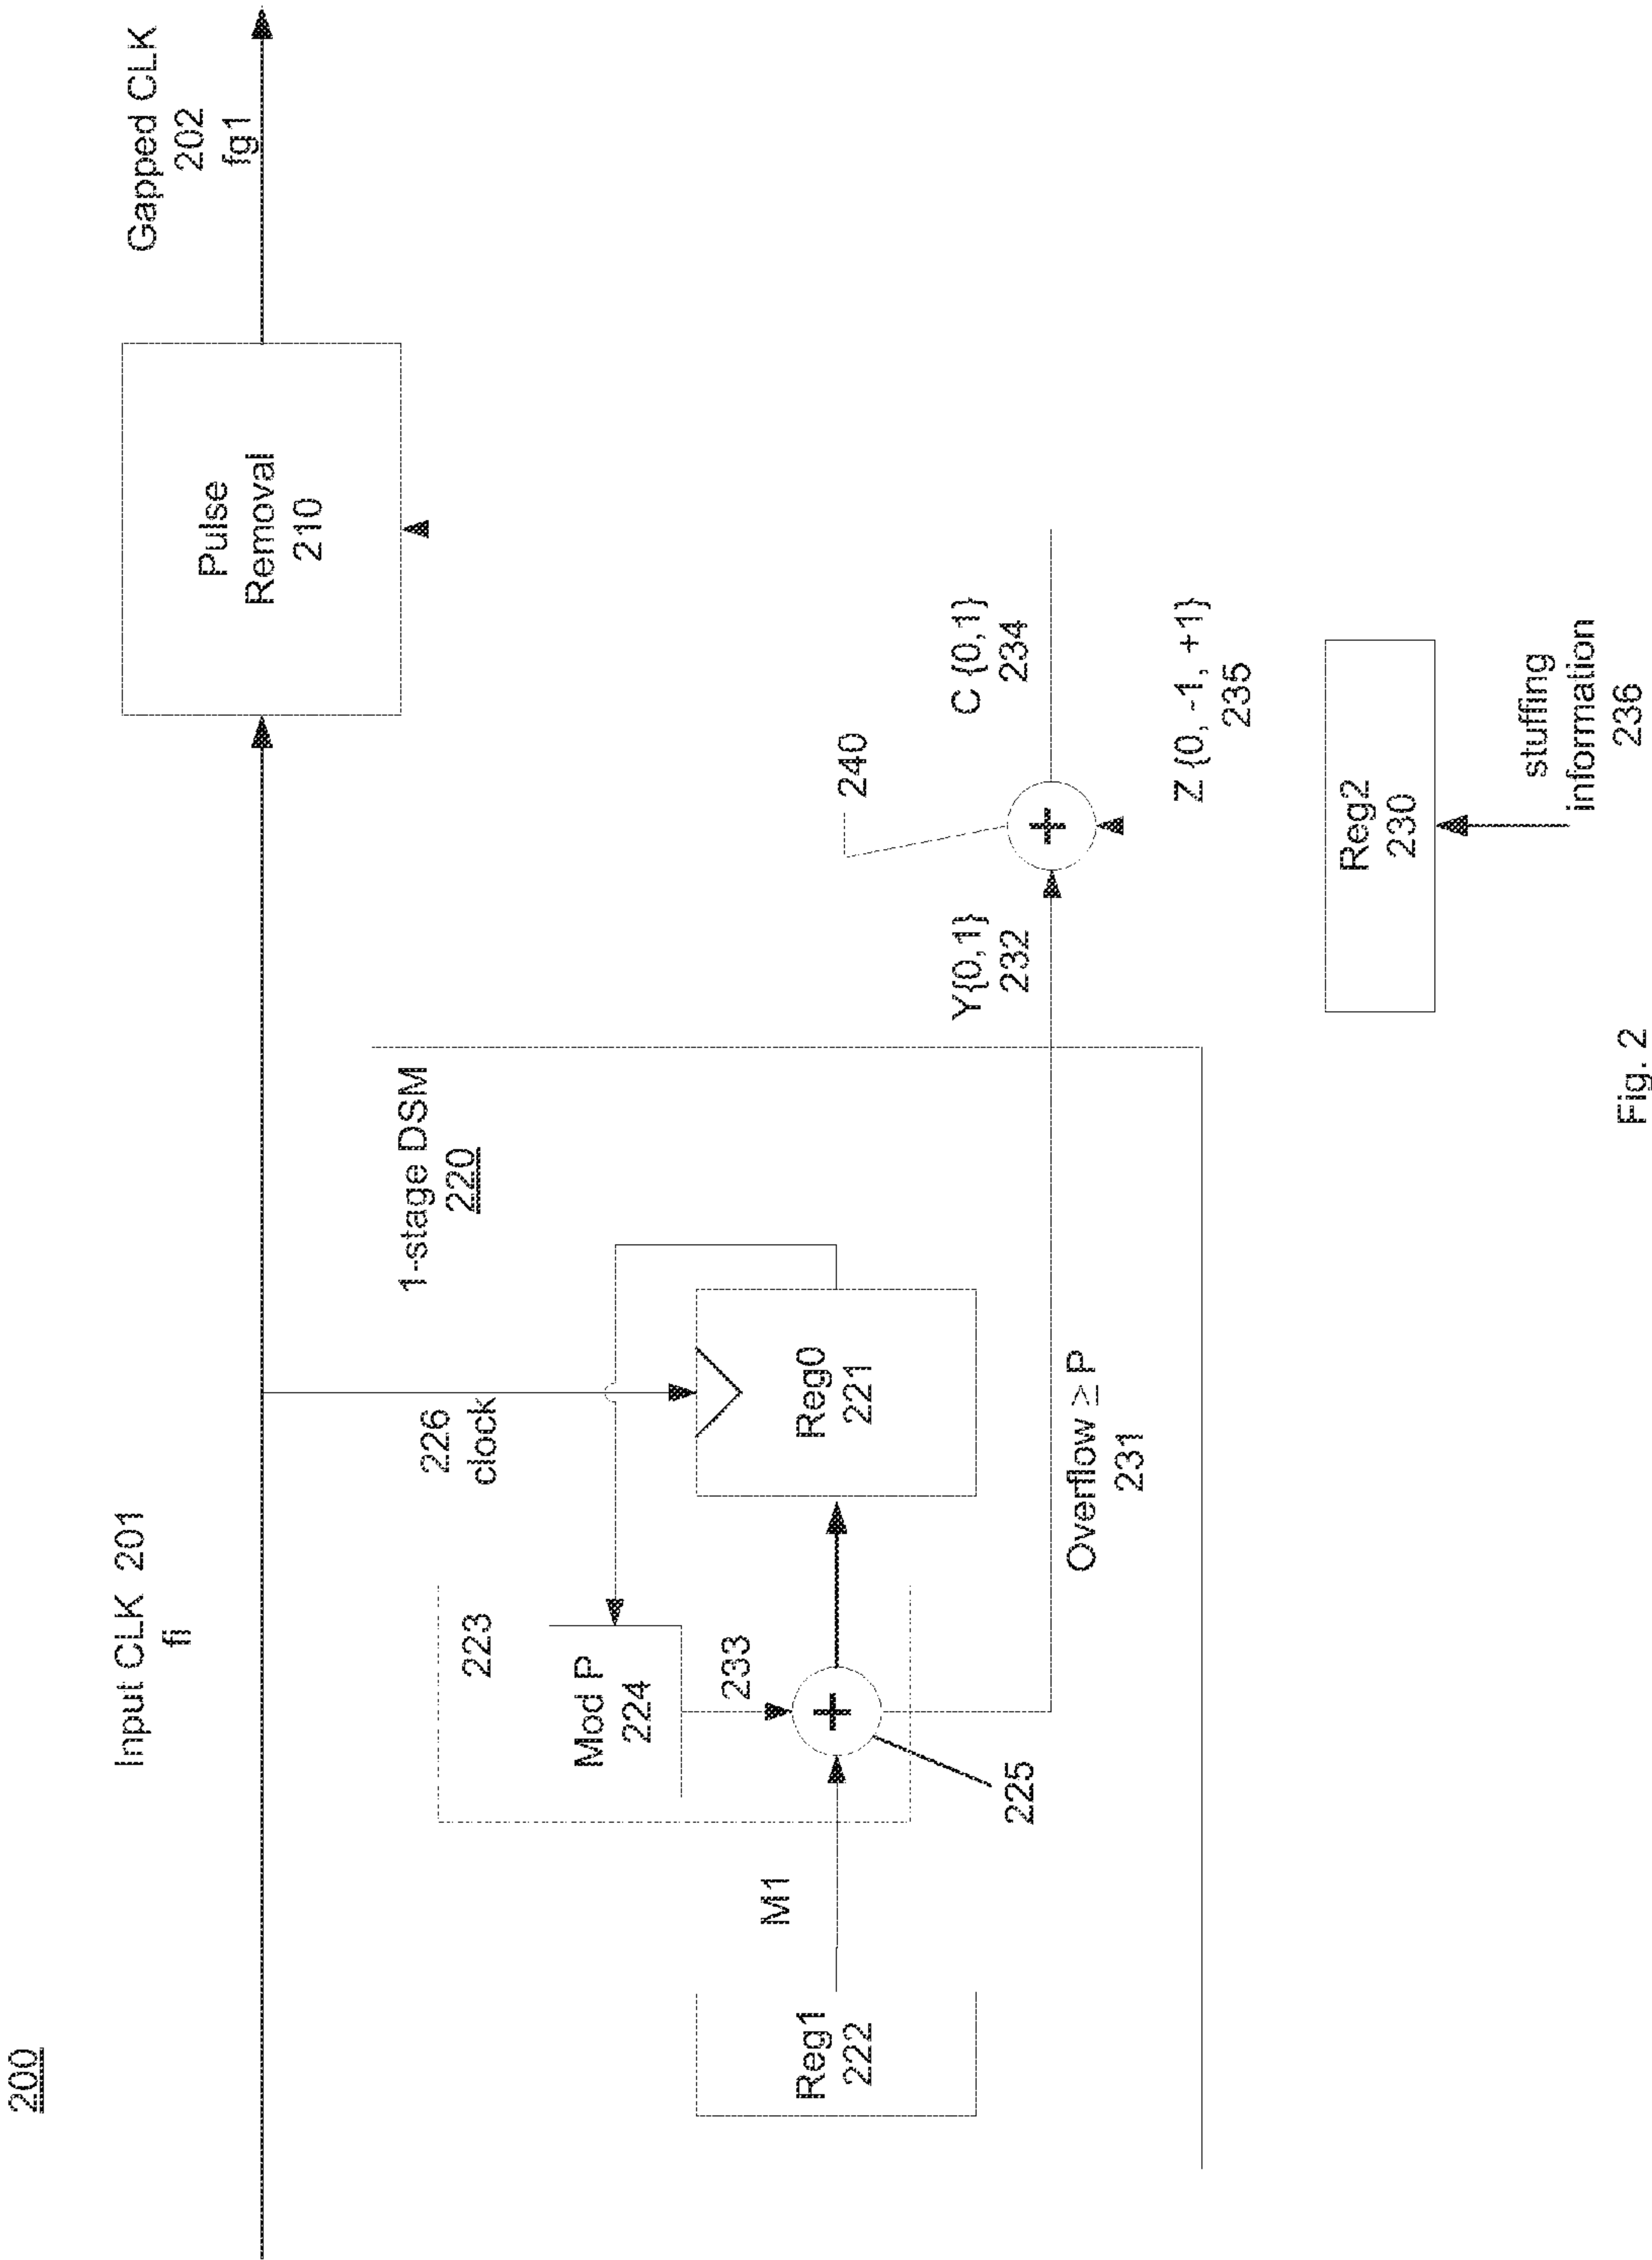 200
Input CLK 201
fi
Gapped CLK
202
fg1
Pulse
Removal
210
226
clock
1-stage DSM
220
223
Mod P
224
233
Reg1
222
M1
225
Reg0
221
Overflow ≥ P
231
Y{0,1}
232
240
C {0,1}
234
Z {0, -1, +1}
235
Reg2
230
stuffing
information
236
Fig. 2